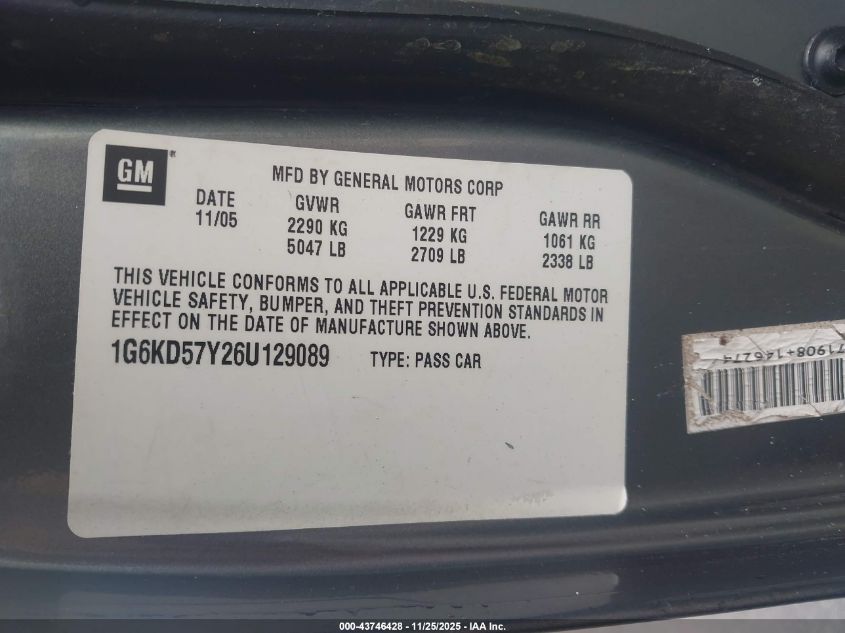 GM
MFD BY GENERAL MOTORS CORP
DATE GVWR GAWR FRT GAWR RR
11/05 2290 KG 1229 KG 1061 KG
5047 LB 2709 LB 2338 LB
THIS VEHICLE CONFORMS TO ALL APPLICABLE U.S. FEDERAL MOTOR
VEHICLE SAFETY, BUMPER, AND THEFT PREVENTION STANDARDS IN
EFFECT ON THE DATE OF MANUFACTURE SHOWN ABOVE.
1G6KD57Y26U129089 TYPE: PASS CAR
71908+146274
000-43746428 - 11/25/2025 - IAA Inc.